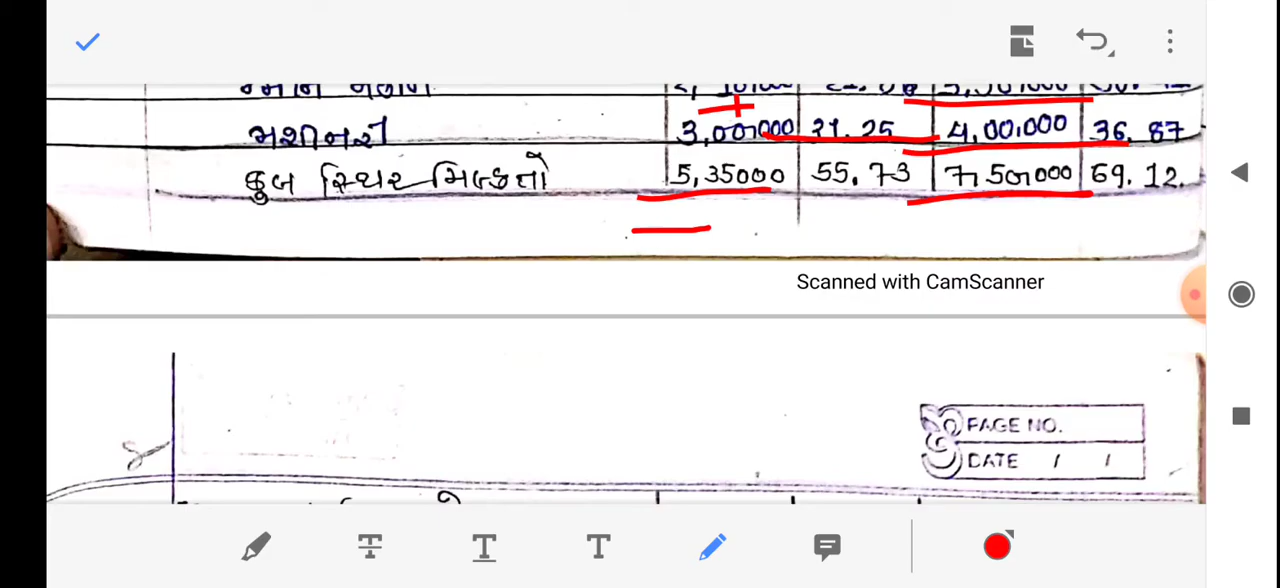 મશીનરી 3,00,000 31.25 4,00,000 36.87
કુલ સ્થિર મિલ્કતો 5,35000 55.73 7,50,000 69.12.
Scanned with CamScanner
PAGE NO.
DATE / /
T T T